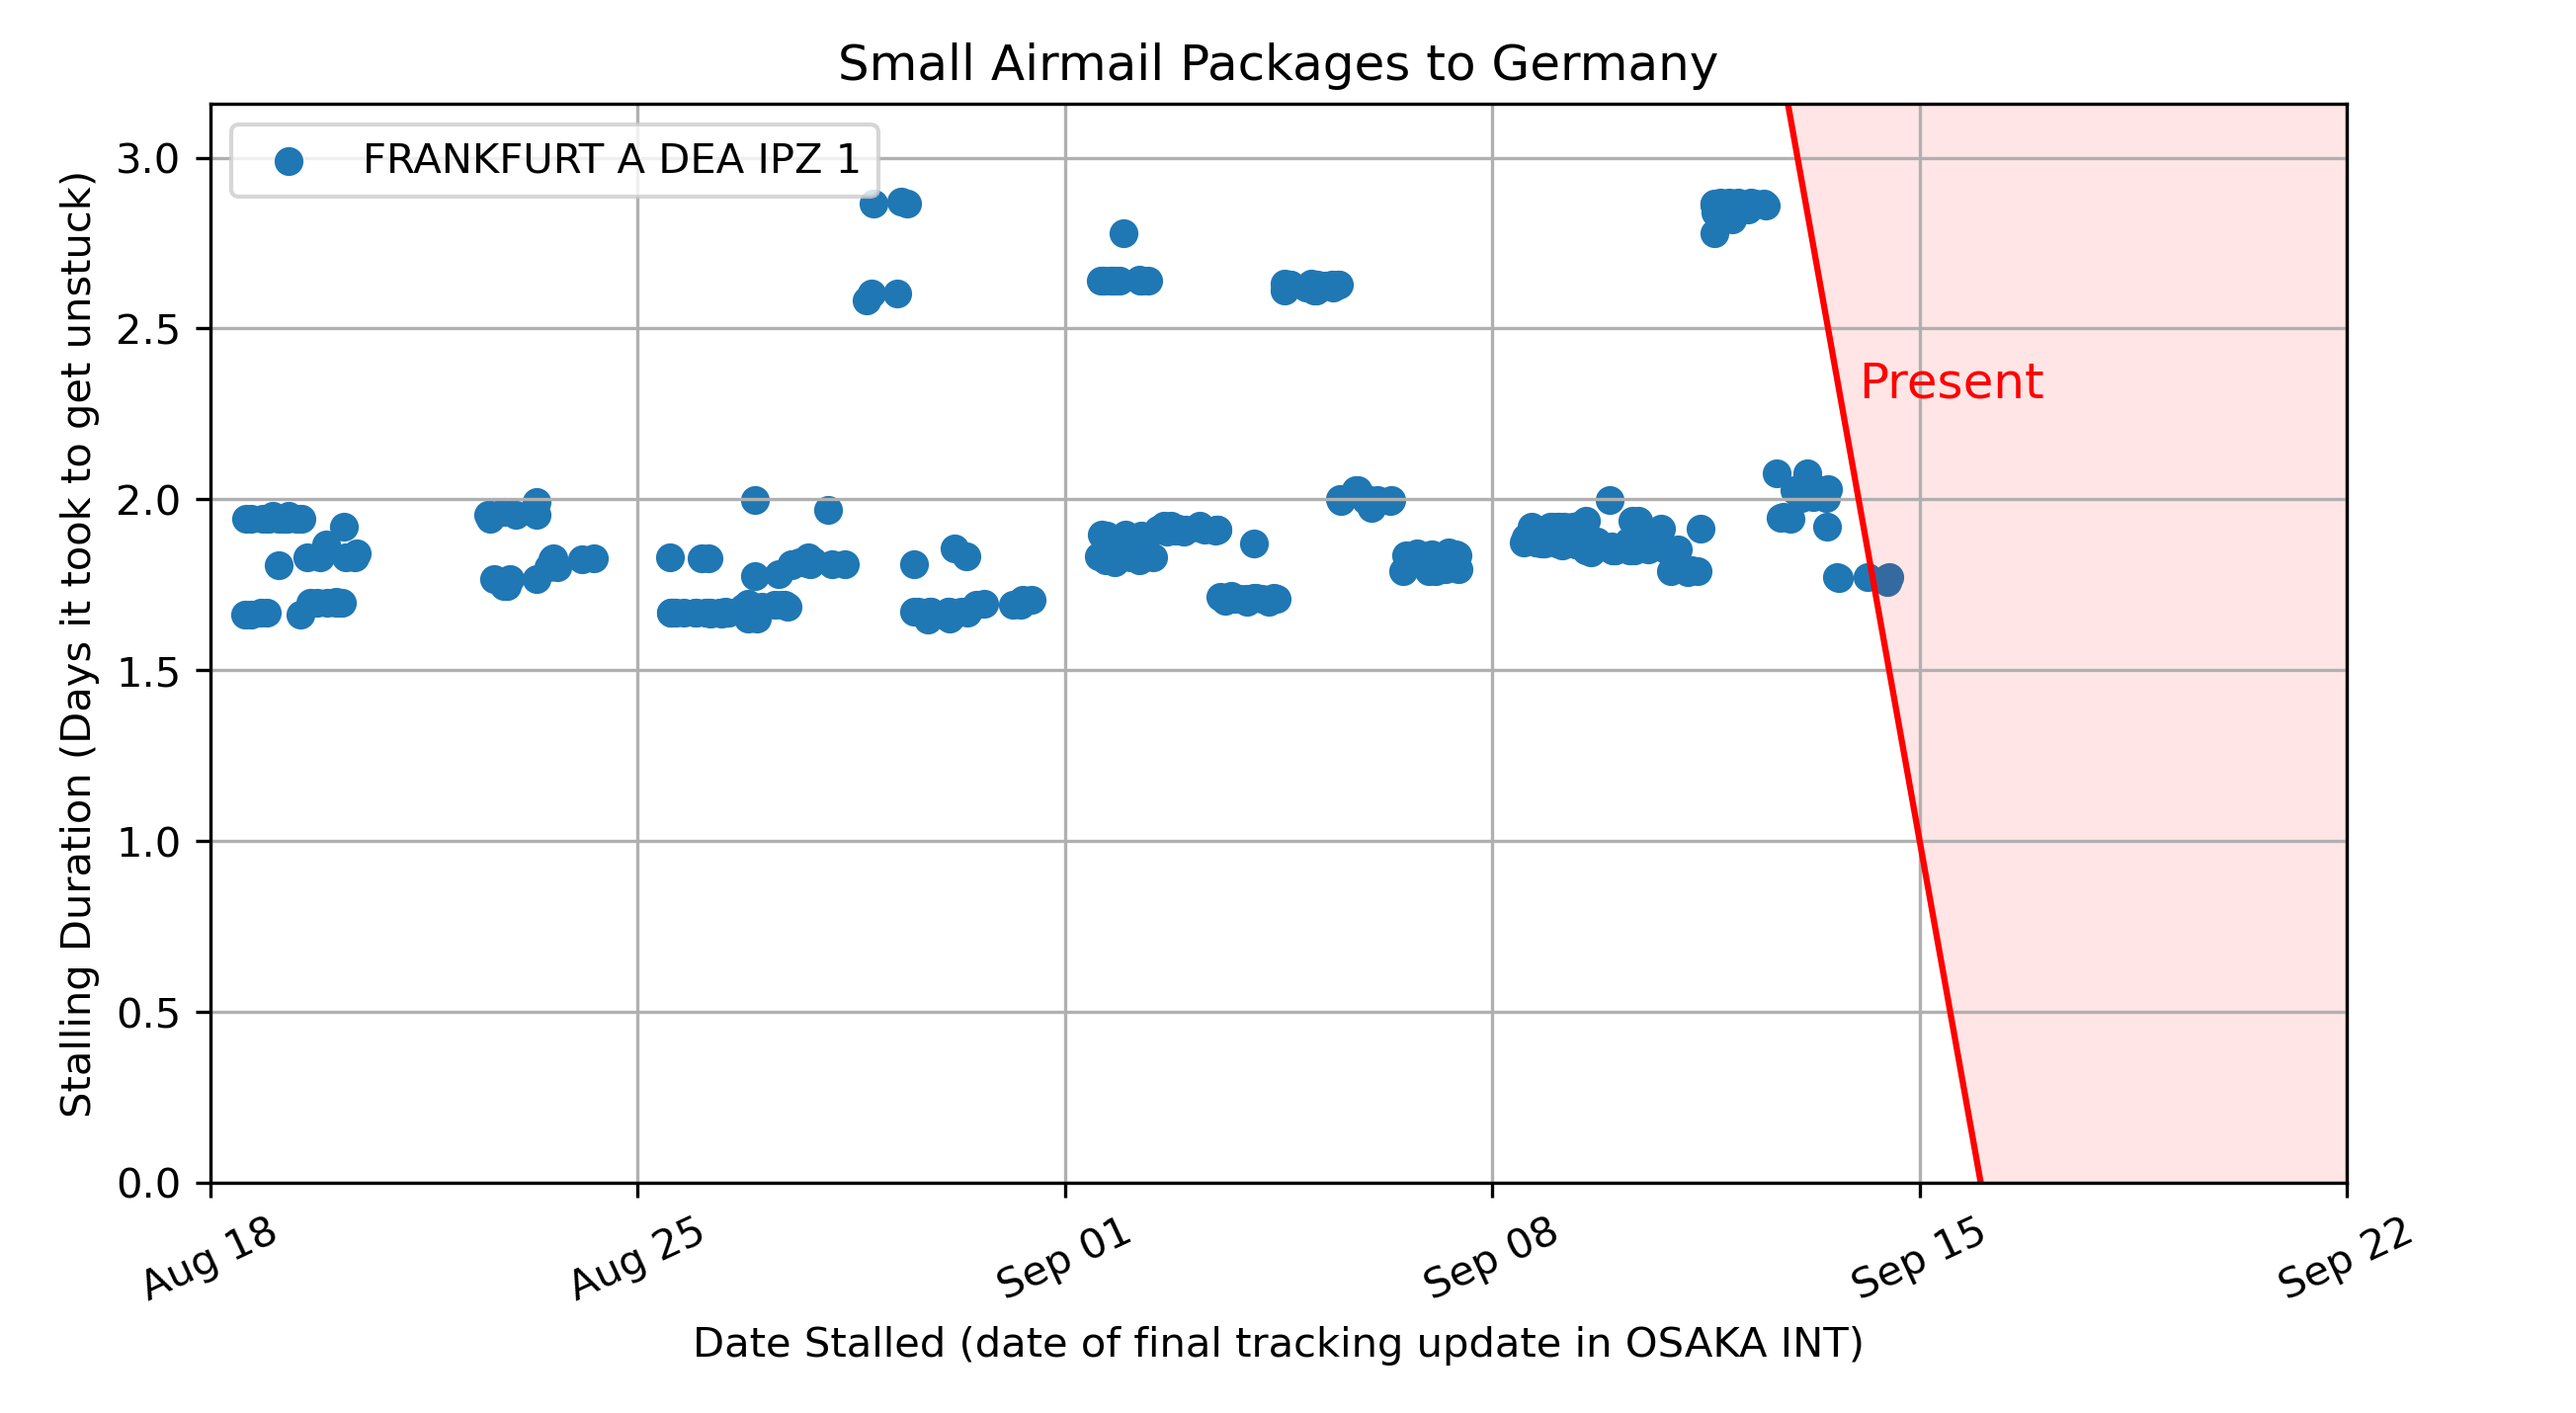 Small Airmail Packages to Germany
FRANKFURT A DEA IPZ 1
Stalling Duration (Days it took to get unstuck)
3.0
2.5
2.0
1.5
1.0
0.5
0.0
Present
Aug 18
Aug 25
Sep 01
Sep 08
Sep 15
Sep 22
Date Stalled (date of final tracking update in OSAKA INT)